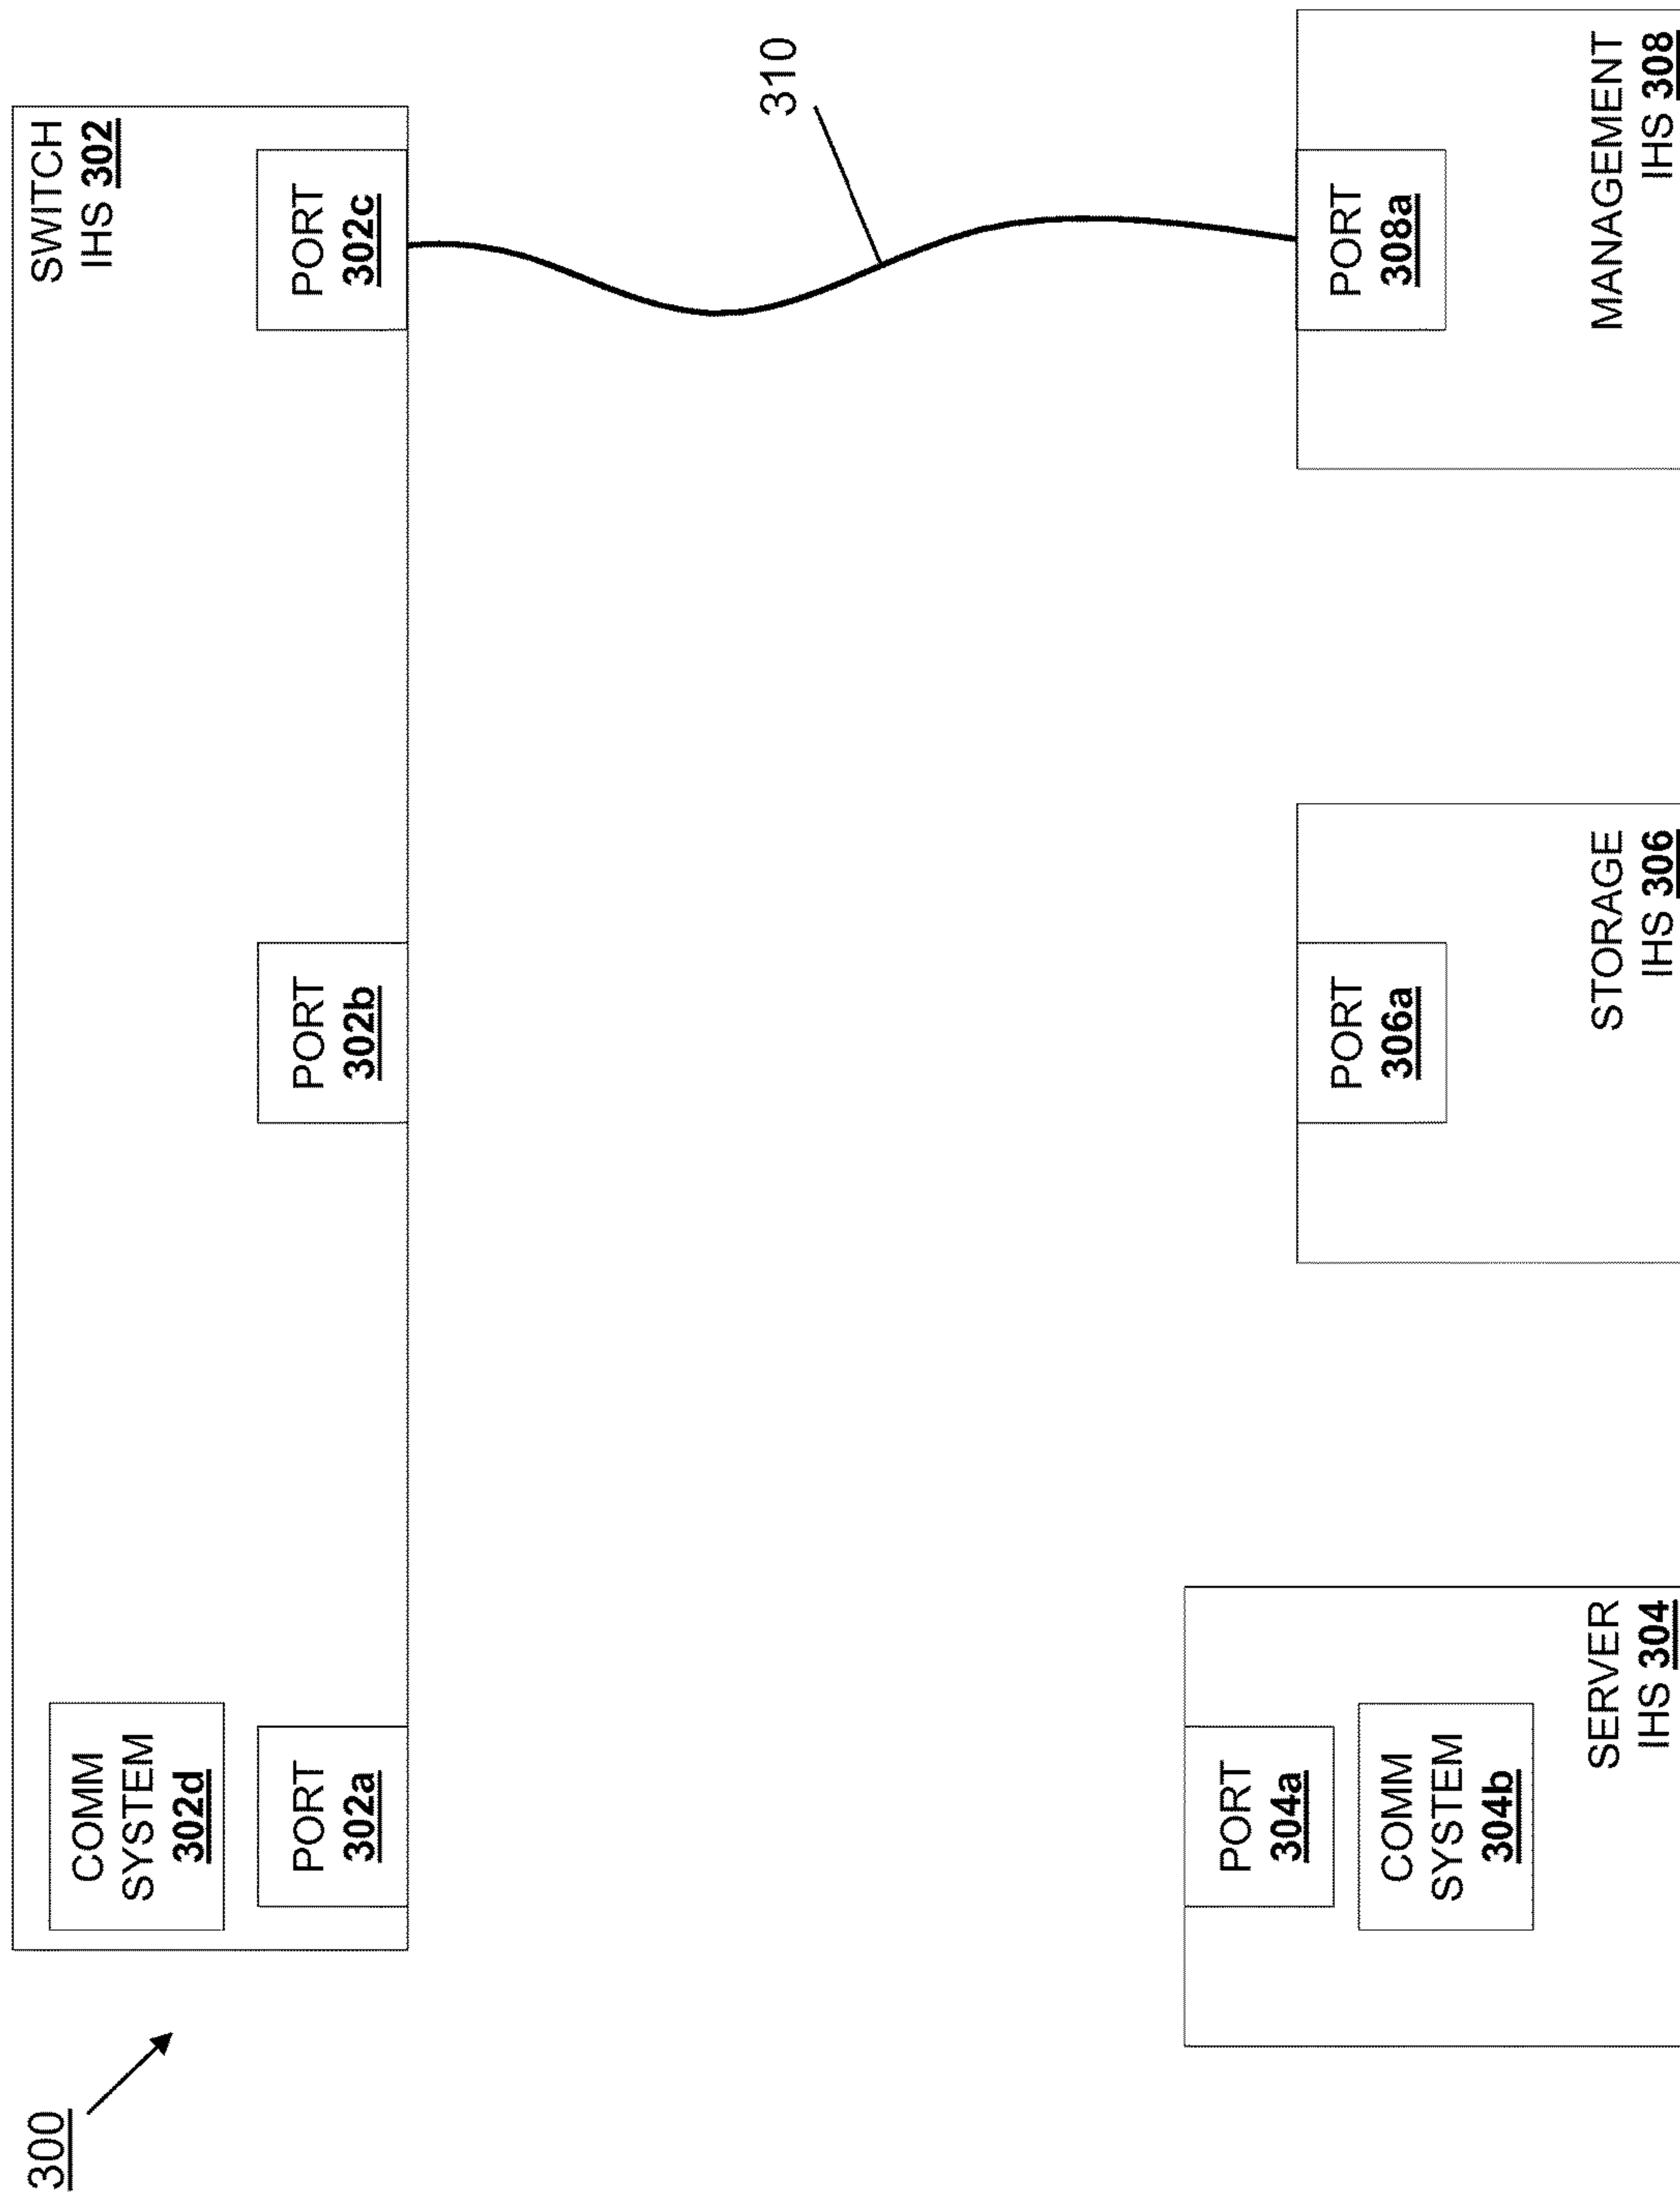 300
SWITCH
IHS 302
COMM
SYSTEM
302d
PORT
302a
PORT
302b
PORT
302c
310
PORT
304a
COMM
SYSTEM
304b
SERVER
IHS 304
PORT
306a
STORAGE
IHS 306
PORT
308a
MANAGEMENT
IHS 308